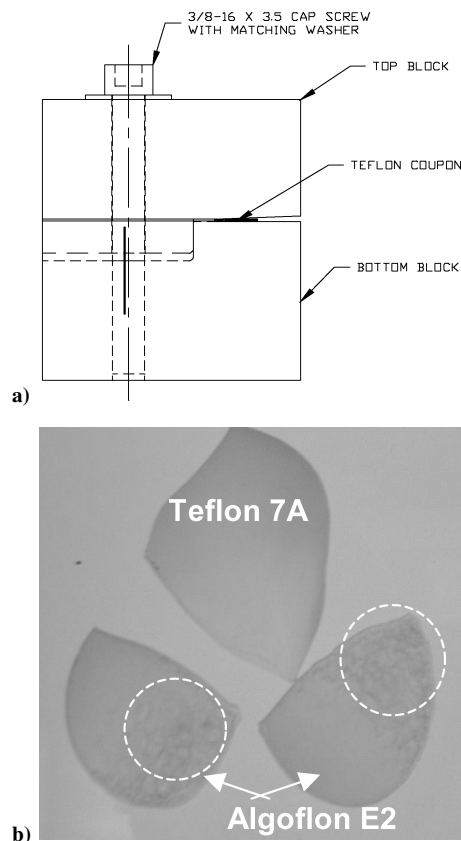 3/8-16 X 3.5 CAP SCREW
WITH MATCHING WASHER
TOP BLOCK
TEFLON COUPON
BOTTOM BLOCK
a)
Teflon 7A
Algoflon E2
b)